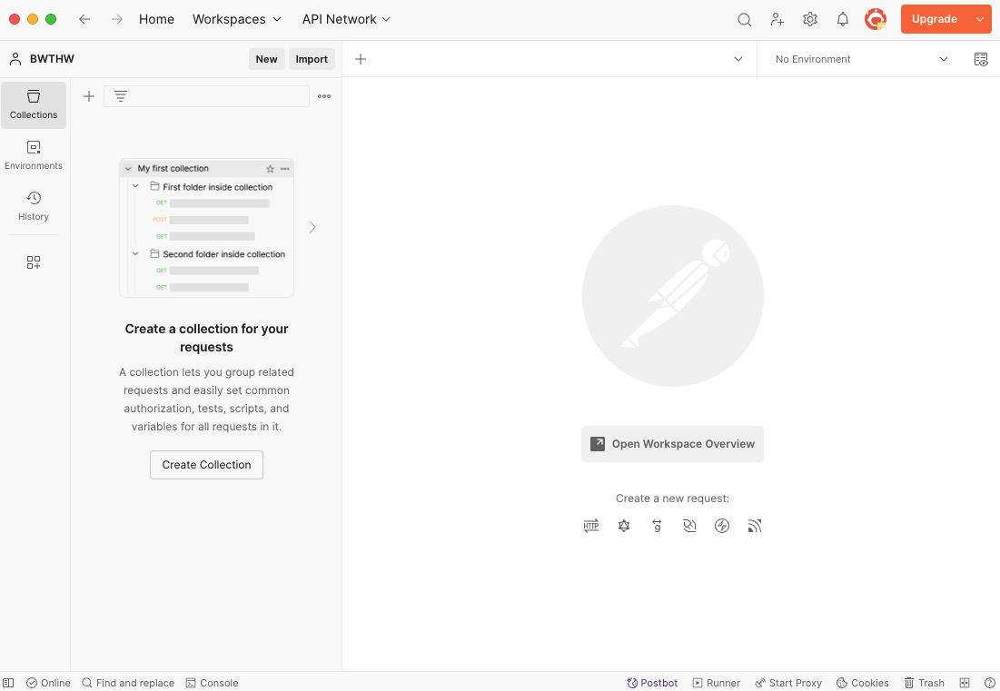 Home Workspaces API Network Upgrade
BWTHW New Import No Environment
Collections
Environments
History
My first collection
First folder inside collection
GET
POST
GET
Second folder inside collection
GET
GET
Create a collection for your
requests
A collection lets you group related
requests and easily set common
authorization, tests, scripts, and
variables for all requests in it.
Create Collection
Open Workspace Overview
Create a new request:
HTTP g
Online Find and replace Console Postbot Runner Start Proxy Cookies Trash